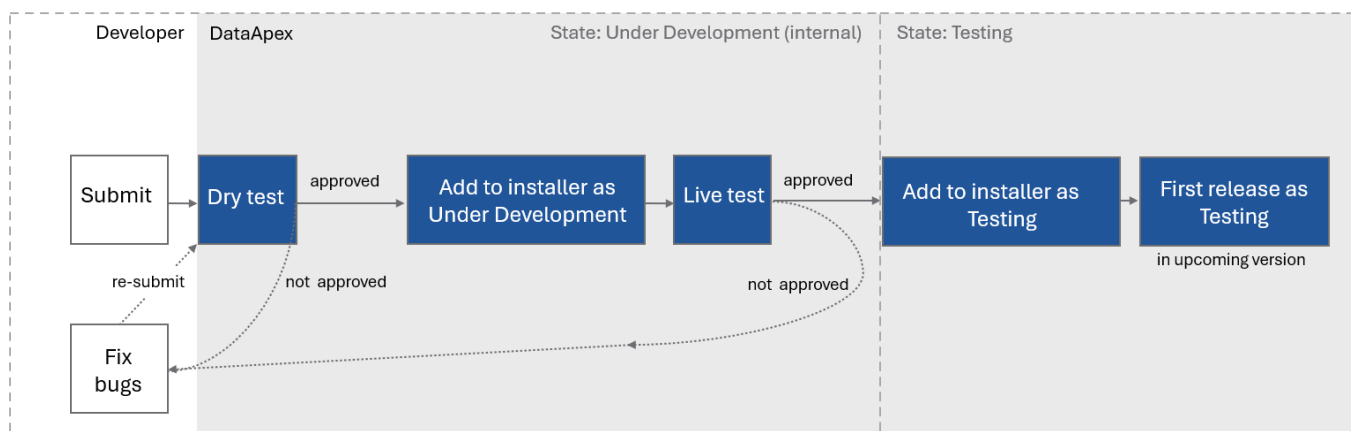 Developer
DataApex
State: Under Development (internal)
State: Testing
Submit
Dry test
approved
Add to installer as
Under Development
Live test
approved
Add to installer as
Testing
First release as
Testing
in upcoming version
re-submit
not approved
not approved
Fix
bugs